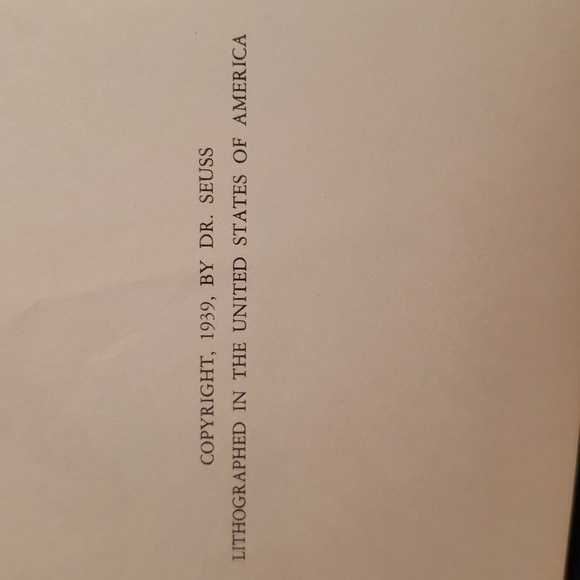 COPYRIGHT, 1939, BY DR. SEUSS
LITHOGRAPHED IN THE UNITED STATES OF AMERICA